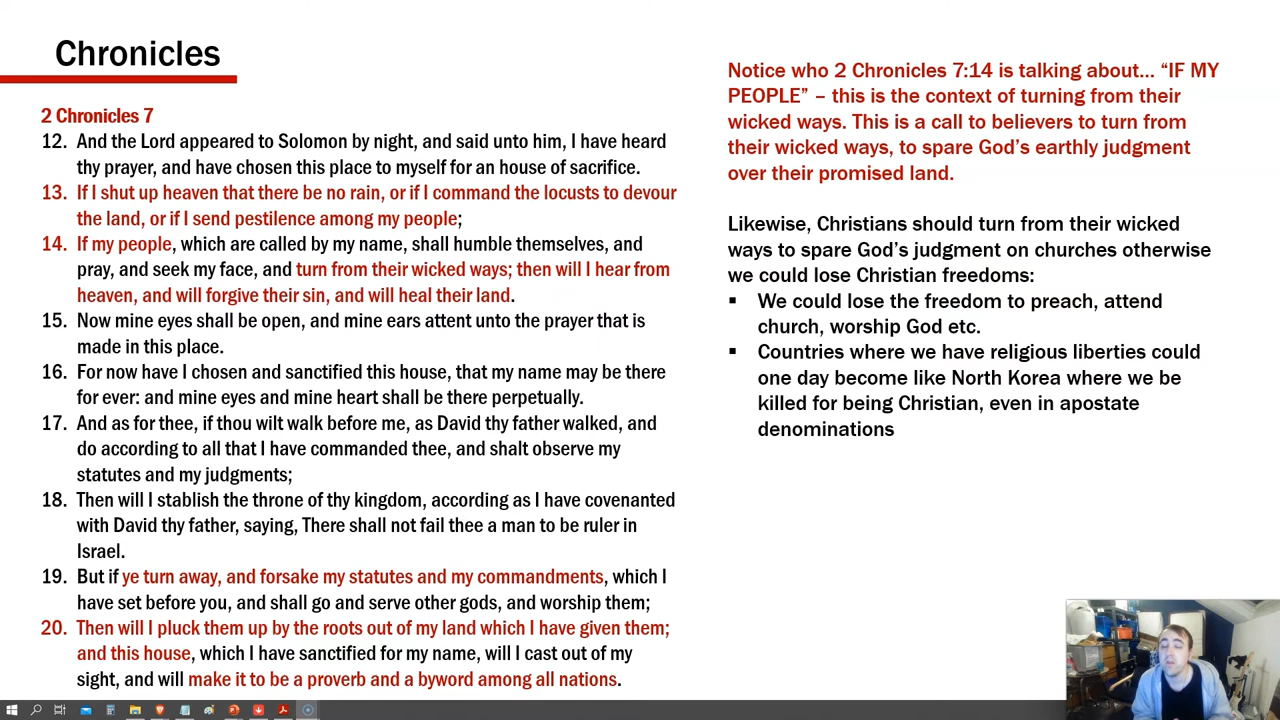 Chronicles
2 Chronicles 7
12. And the Lord appeared to Solomon by night, and said unto him, I have heard
thy prayer, and have chosen this place to myself for an house of sacrifice.
13. If I shut up heaven that there be no rain, or if I command the locusts to devour
the land, or if I send pestilence among my people;
14. If my people, which are called by my name, shall humble themselves, and
pray, and seek my face, and turn from their wicked ways; then will I hear from
heaven, and will forgive their sin, and will heal their land.
15. Now mine eyes shall be open, and mine ears attent unto the prayer that is
made in this place.
16. For now have I chosen and sanctified this house, that my name may be there
for ever: and mine eyes and mine heart shall be there perpetually.
17. And as for thee, if thou wilt walk before me, as David thy father walked, and
do according to all that I have commanded thee, and shalt observe my
statutes and my judgments;
18. Then will I stablish the throne of thy kingdom, according as I have covenanted
with David thy father, saying, There shall not fail thee a man to be ruler in
Israel.
19. But if ye turn away, and forsake my statutes and my commandments, which I
have set before you, and shall go and serve other gods, and worship them;
20. Then will I pluck them up by the roots out of my land which I have given them;
and this house, which I have sanctified for my name, will I cast out of my
sight, and will make it to be a proverb and a byword among all nations.
Notice who 2 Chronicles 7:14 is talking about... “IF MY
PEOPLE” – this is the context of turning from their
wicked ways. This is a call to believers to turn from
their wicked ways, to spare God’s earthly judgment
over their promised land.
Likewise, Christians should turn from their wicked
ways to spare God’s judgment on churches otherwise
we could lose Christian freedoms:
▪ We could lose the freedom to preach, attend
church, worship God etc.
▪ Countries where we have religious liberties could
one day become like North Korea where we be
killed for being Christian, even in apostate
denominations